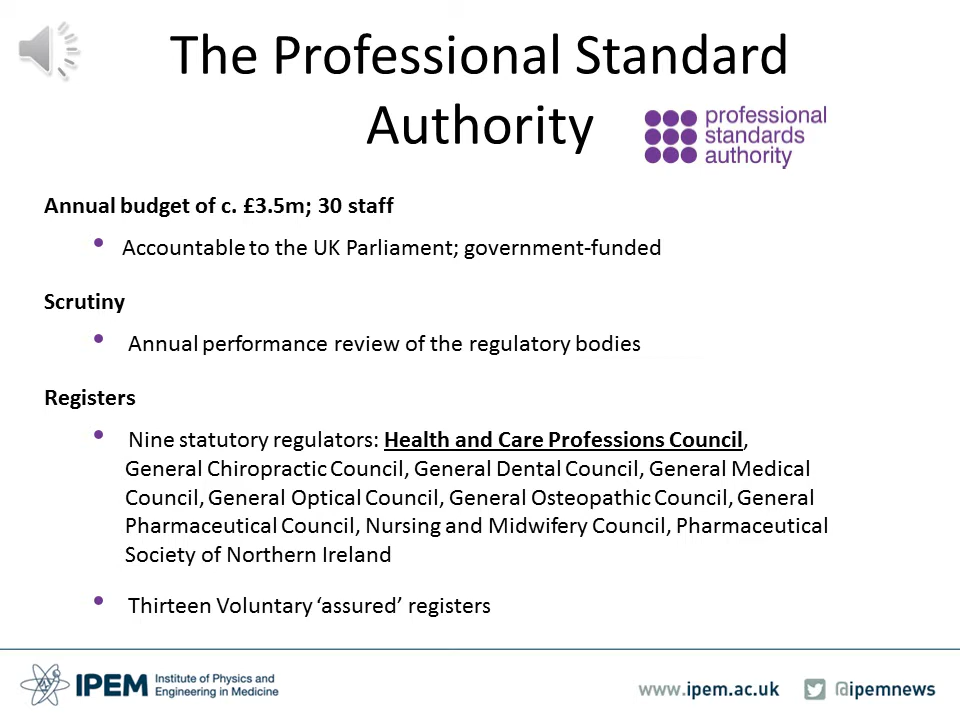 The Professional Standard
Authority
professional
standards
authority
Annual budget of c. £3.5m; 30 staff
• Accountable to the UK Parliament; government-funded
Scrutiny
• Annual performance review of the regulatory bodies
Registers
• Nine statutory regulators: Health and Care Professions Council,
General Chiropractic Council, General Dental Council, General Medical
Council, General Optical Council, General Osteopathic Council, General
Pharmaceutical Council, Nursing and Midwifery Council, Pharmaceutical
Society of Northern Ireland
• Thirteen Voluntary ‘assured’ registers
IPEM Institute of Physics and
Engineering in Medicine
www.ipem.ac.uk @ipemnews